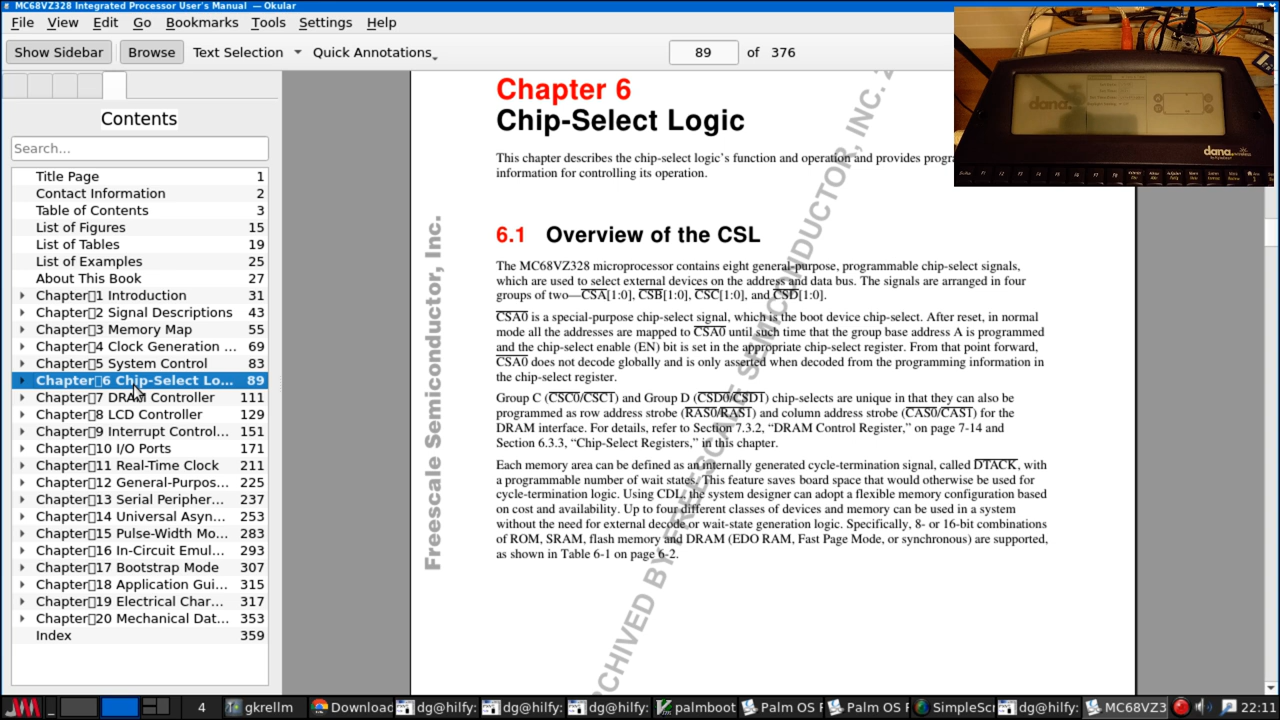 MC68VZ328 Integrated Processor User's Manual — Okular
File View Edit Go Bookmarks Tools Settings Help
Show Sidebar Browse Text Selection Quick Annotations 89 of 376
Contents
Search...
Title Page 1
Contact Information 2
Table of Contents 3
List of Figures 15
List of Tables 19
List of Examples 25
About This Book 27
Chapter 1 Introduction 31
Chapter 2 Signal Descriptions 43
Chapter 3 Memory Map 55
Chapter 4 Clock Generation ... 69
Chapter 5 System Control 83
Chapter 6 Chip-Select Lo... 89
Chapter 7 DRAM Controller 111
Chapter 8 LCD Controller 129
Chapter 9 Interrupt Control... 151
Chapter 10 I/O Ports 171
Chapter 11 Real-Time Clock 211
Chapter 12 General-Purpos... 225
Chapter 13 Serial Peripher... 237
Chapter 14 Universal Asyn... 253
Chapter 15 Pulse-Width Mo... 283
Chapter 16 In-Circuit Emul... 293
Chapter 17 Bootstrap Mode 307
Chapter 18 Application Gui... 315
Chapter 19 Electrical Char... 317
Chapter 20 Mechanical Dat... 353
Index 359
Chapter 6
Chip-Select Logic
This chapter describes the chip-select logic's function and operation and provides progra
information for controlling its operation.
6.1 Overview of the CSL
The MC68VZ328 microprocessor contains eight general-purpose, programmable chip-select signals,
which are used to select external devices on the address and data bus. The signals are arranged in four
groups of two—CSA[1:0], CSB[1:0], CSC[1:0], and CSD[1:0].
CSA0 is a special-purpose chip-select signal, which is the boot device chip-select. After reset, in normal
mode all the addresses are mapped to CSA0 until such time that the group base address A is programmed
and the chip-select enable (EN) bit is set in the appropriate chip-select register. From that point forward,
CSA0 does not decode globally and is only asserted when decoded from the programming information in
the chip-select register.
Group C (CSC0/CSC1) and Group D (CSD0/CSD1) chip-selects are unique in that they can also be
programmed as row address strobe (RAS0/RAS1) and column address strobe (CAS0/CAS1) for the
DRAM interface. For details, refer to Section 7.3.2, “DRAM Control Register,” on page 7-14 and
Section 6.3.3, “Chip-Select Registers,” in this chapter.
Each memory area can be defined as an internally generated cycle-termination signal, called DTACK, with
a programmable number of wait states. This feature saves board space that would otherwise be used for
cycle-termination logic. Using CDL, the system designer can adopt a flexible memory configuration based
on cost and availability. Up to four different classes of devices and memory can be used in a system
without the need for external decode or wait-state generation logic. Specifically, 8- or 16-bit combinations
of ROM, SRAM, flash memory and DRAM (EDO RAM, Fast Page Mode, or synchronous) are supported,
as shown in Table 6-1 on page 6-2.
Freescale Semiconductor, Inc.
CHIVED BY FREESCALE SEMICONDUCTOR, INC. 2
dana
dana wireless
4 gkrellm Downloa dg@hilfy: dg@hilfy: dg@hilfy: palmboot Palm OS F Palm OS F SimpleScr dg@hilfy: MC68VZ3 22:11